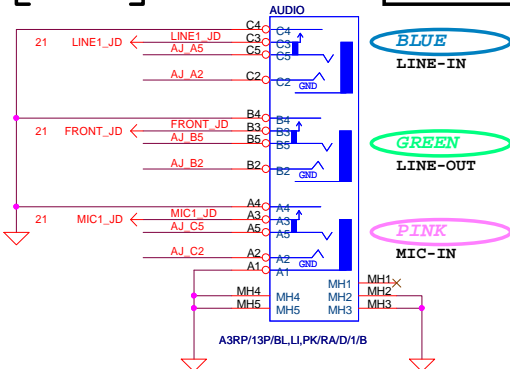 AUDIO
C4 C4
21 LINE1_JD LINE1_JD C3 C3
AJ_A5 C5 C5
BLUE
LINE-IN
AJ_A2 C2 C2
GND
B4 B4
21 FRONT_JD FRONT_JD B3 B3
AJ_B5 B5 B5
GREEN
LINE-OUT
AJ_B2 B2 B2
GND
A4 A4
21 MIC1_JD MIC1_JD A3 A3
AJ_C5 A5 A5
PINK
MIC-IN
AJ_C2 A2 A2
GND
A1 A1
MH1 MH1
MH4 MH4 MH2 MH2
MH5 MH5 MH3 MH3
A3RP/13P/BL,LI,PK/RA/D/1/B